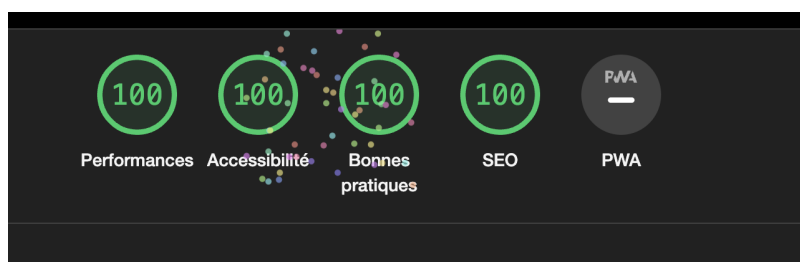 100
100
100
100
PWA
Performances
Accessibilité
Bonnes
pratiques
SEO
PWA